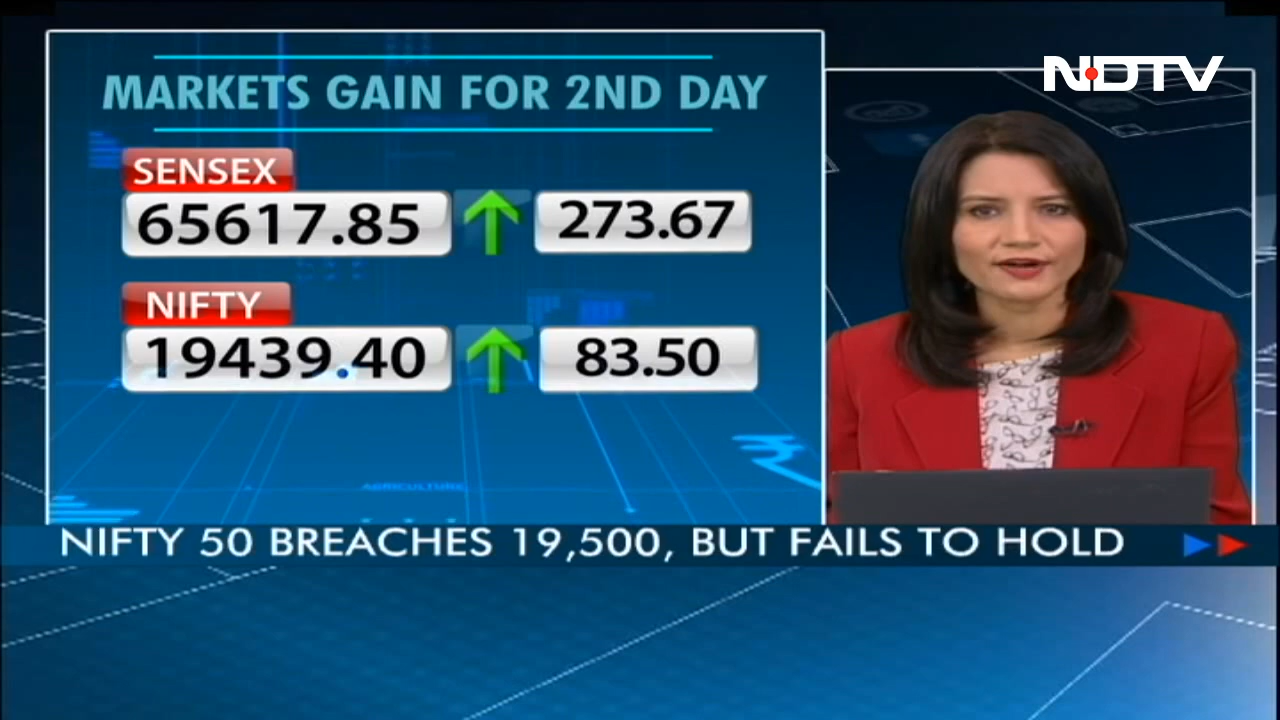 NDTV
MARKETS GAIN FOR 2ND DAY
SENSEX
65617.85 273.67
NIFTY
19439.40 83.50
AGRICULTURE
NIFTY 50 BREACHES 19,500, BUT FAILS TO HOLD